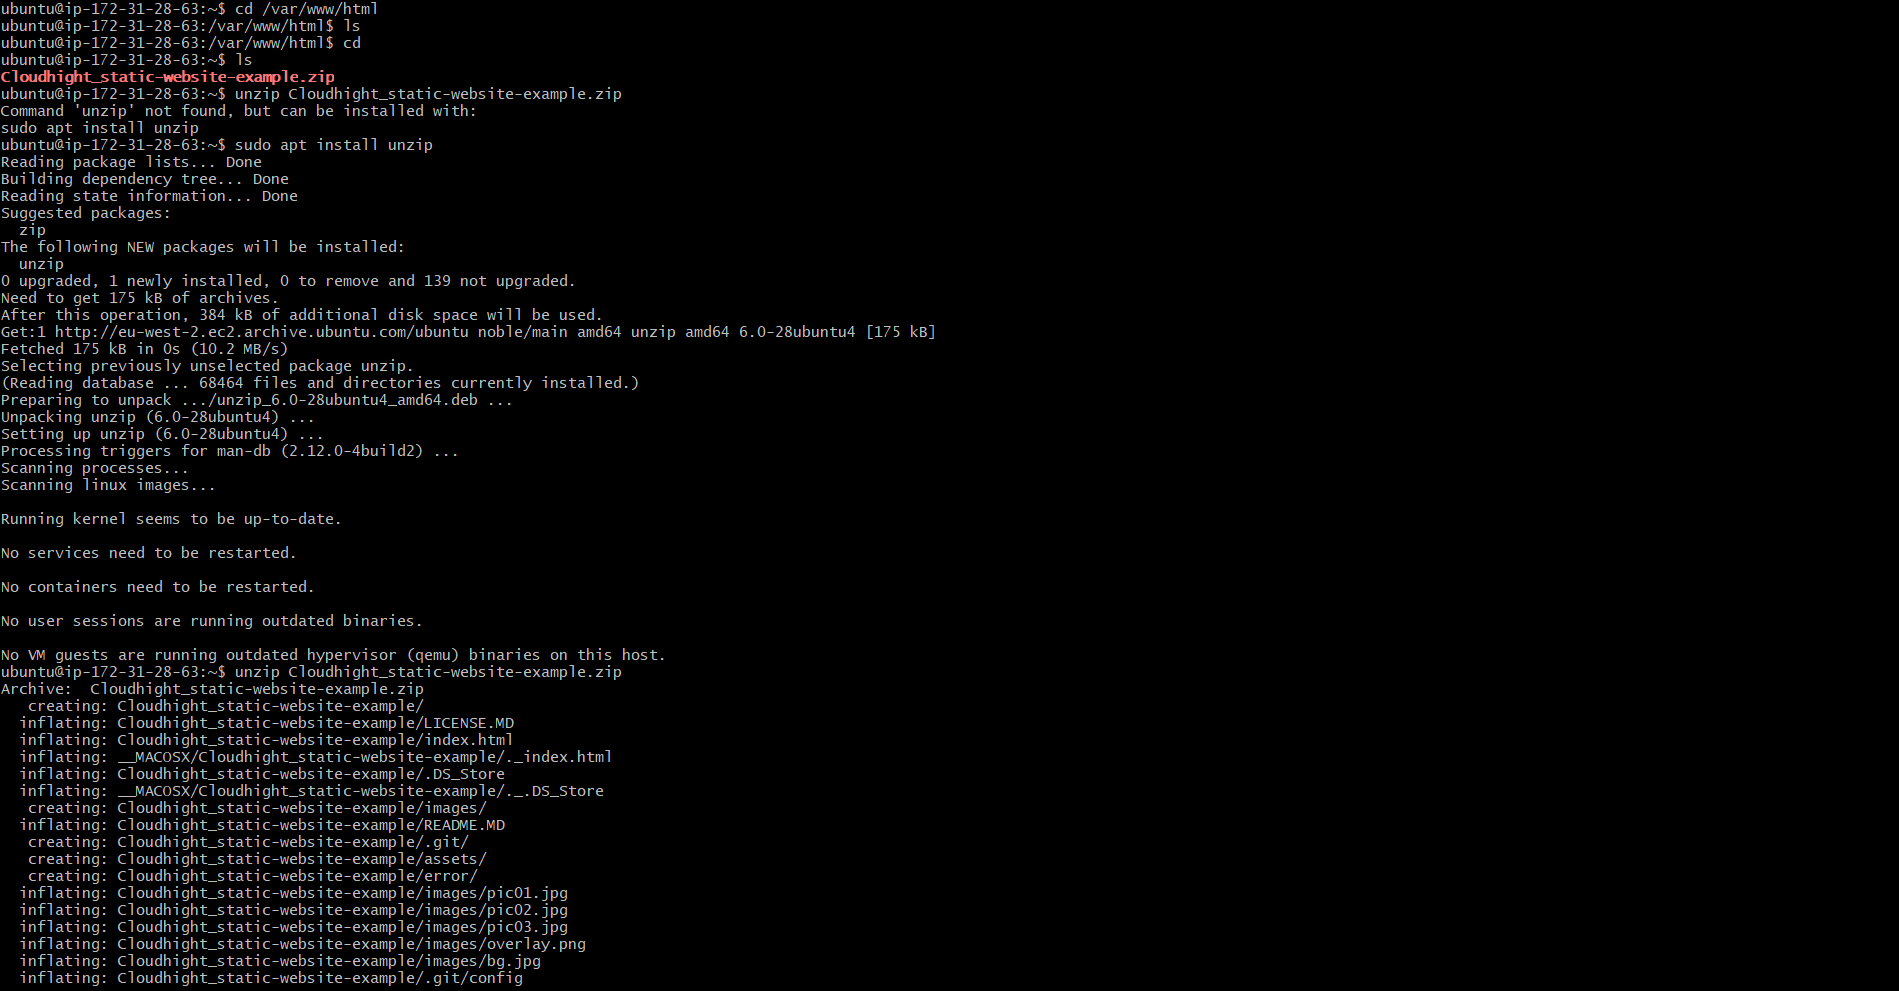 ubuntu@ip-172-31-28-63:~$ cd /var/www/html
ubuntu@ip-172-31-28-63:/var/www/html$ ls
ubuntu@ip-172-31-28-63:/var/www/html$ cd
ubuntu@ip-172-31-28-63:~$ ls
Cloudhight_static-website-example.zip
ubuntu@ip-172-31-28-63:~$ unzip Cloudhight_static-website-example.zip
Command 'unzip' not found, but can be installed with:
sudo apt install unzip
ubuntu@ip-172-31-28-63:~$ sudo apt install unzip
Reading package lists... Done
Building dependency tree... Done
Reading state information... Done
Suggested packages:
  zip
The following NEW packages will be installed:
  unzip
0 upgraded, 1 newly installed, 0 to remove and 139 not upgraded.
Need to get 175 kB of archives.
After this operation, 384 kB of additional disk space will be used.
Get:1 http://eu-west-2.ec2.archive.ubuntu.com/ubuntu noble/main amd64 unzip amd64 6.0-28ubuntu4 [175 kB]
Fetched 175 kB in 0s (10.2 MB/s)
Selecting previously unselected package unzip.
(Reading database ... 68464 files and directories currently installed.)
Preparing to unpack .../unzip_6.0-28ubuntu4_amd64.deb ...
Unpacking unzip (6.0-28ubuntu4) ...
Setting up unzip (6.0-28ubuntu4) ...
Processing triggers for man-db (2.12.0-4build2) ...
Scanning processes...
Scanning linux images...
Running kernel seems to be up-to-date.
No services need to be restarted.
No containers need to be restarted.
No user sessions are running outdated binaries.
No VM guests are running outdated hypervisor (qemu) binaries on this host.
ubuntu@ip-172-31-28-63:~$ unzip Cloudhight_static-website-example.zip
Archive:  Cloudhight_static-website-example.zip
   creating: Cloudhight_static-website-example/
  inflating: Cloudhight_static-website-example/LICENSE.MD
  inflating: Cloudhight_static-website-example/index.html
  inflating: __MACOSX/Cloudhight_static-website-example/._index.html
  inflating: Cloudhight_static-website-example/.DS_Store
  inflating: __MACOSX/Cloudhight_static-website-example/._.DS_Store
   creating: Cloudhight_static-website-example/images/
  inflating: Cloudhight_static-website-example/README.MD
   creating: Cloudhight_static-website-example/.git/
   creating: Cloudhight_static-website-example/assets/
   creating: Cloudhight_static-website-example/error/
  inflating: Cloudhight_static-website-example/images/pic01.jpg
  inflating: Cloudhight_static-website-example/images/pic02.jpg
  inflating: Cloudhight_static-website-example/images/pic03.jpg
  inflating: Cloudhight_static-website-example/images/overlay.png
  inflating: Cloudhight_static-website-example/images/bg.jpg
  inflating: Cloudhight_static-website-example/.git/config